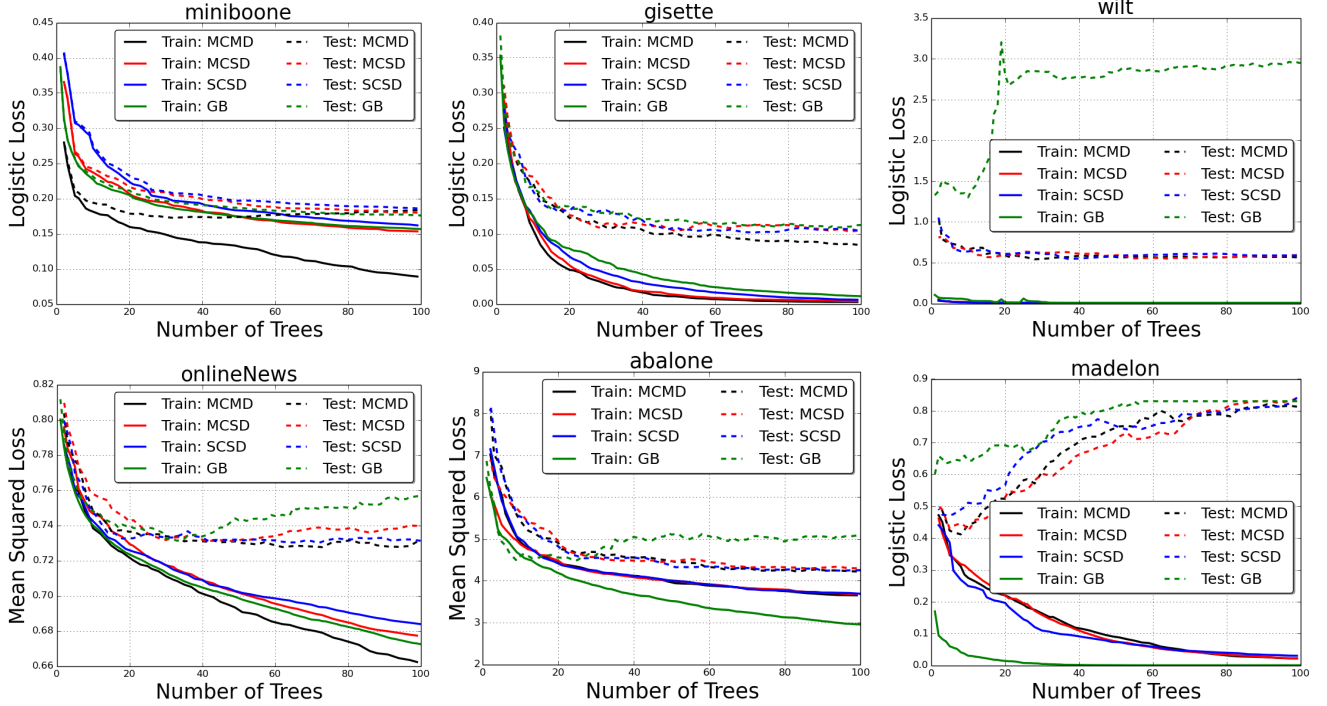 miniboone
0.45
0.40
0.35
0.30
0.25
0.20
0.15
0.10
0.05
Logistic Loss
Train: MCMD Test: MCMD
Train: MCSD Test: MCSD
Train: SCSD Test: SCSD
Train: GB Test: GB
0 20 40 60 80 100
Number of Trees
gisette
0.40
0.35
0.30
0.25
0.20
0.15
0.10
0.05
0.00
Logistic Loss
Train: MCMD Test: MCMD
Train: MCSD Test: MCSD
Train: SCSD Test: SCSD
Train: GB Test: GB
0 20 40 60 80 100
Number of Trees
wilt
3.5
3.0
2.5
2.0
1.5
1.0
0.5
0.0
Logistic Loss
Train: MCMD Test: MCMD
Train: MCSD Test: MCSD
Train: SCSD Test: SCSD
Train: GB Test: GB
0 20 40 60 80 100
Number of Trees
onlineNews
0.82
0.80
0.78
0.76
0.74
0.72
0.70
0.68
0.66
Mean Squared Loss
Train: MCMD Test: MCMD
Train: MCSD Test: MCSD
Train: SCSD Test: SCSD
Train: GB Test: GB
0 20 40 60 80 100
Number of Trees
abalone
9
8
7
6
5
4
3
2
Mean Squared Loss
Train: MCMD Test: MCMD
Train: MCSD Test: MCSD
Train: SCSD Test: SCSD
Train: GB Test: GB
0 20 40 60 80 100
Number of Trees
madelon
0.9
0.8
0.7
0.6
0.5
0.4
0.3
0.2
0.1
0.0
Logistic Loss
Train: MCMD Test: MCMD
Train: MCSD Test: MCSD
Train: SCSD Test: SCSD
Train: GB Test: GB
0 20 40 60 80 100
Number of Trees